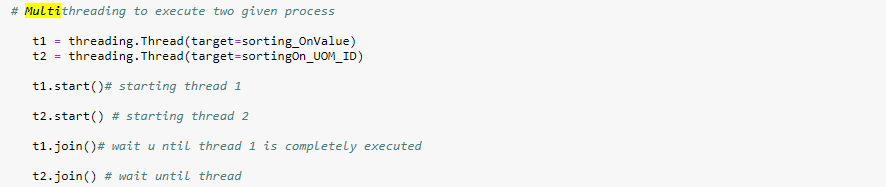 # Multithreading to execute two given process
t1 = threading.Thread(target=sorting_OnValue)
t2 = threading.Thread(target=sortingOn_UOM_ID)
t1.start()# starting thread 1
t2.start() # starting thread 2
t1.join()# wait u ntil thread 1 is completely executed
t2.join() # wait until thread